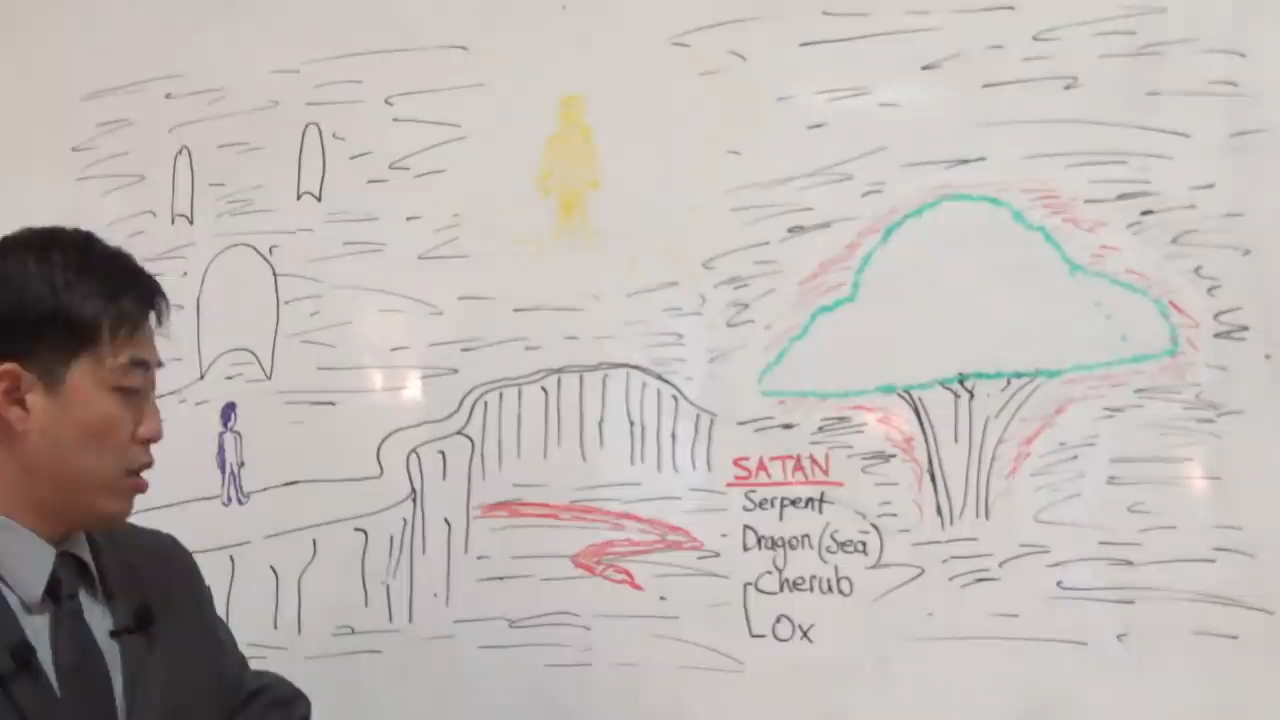 SATAN
Serpent
Dragon (Sea)
Cherub
Ox